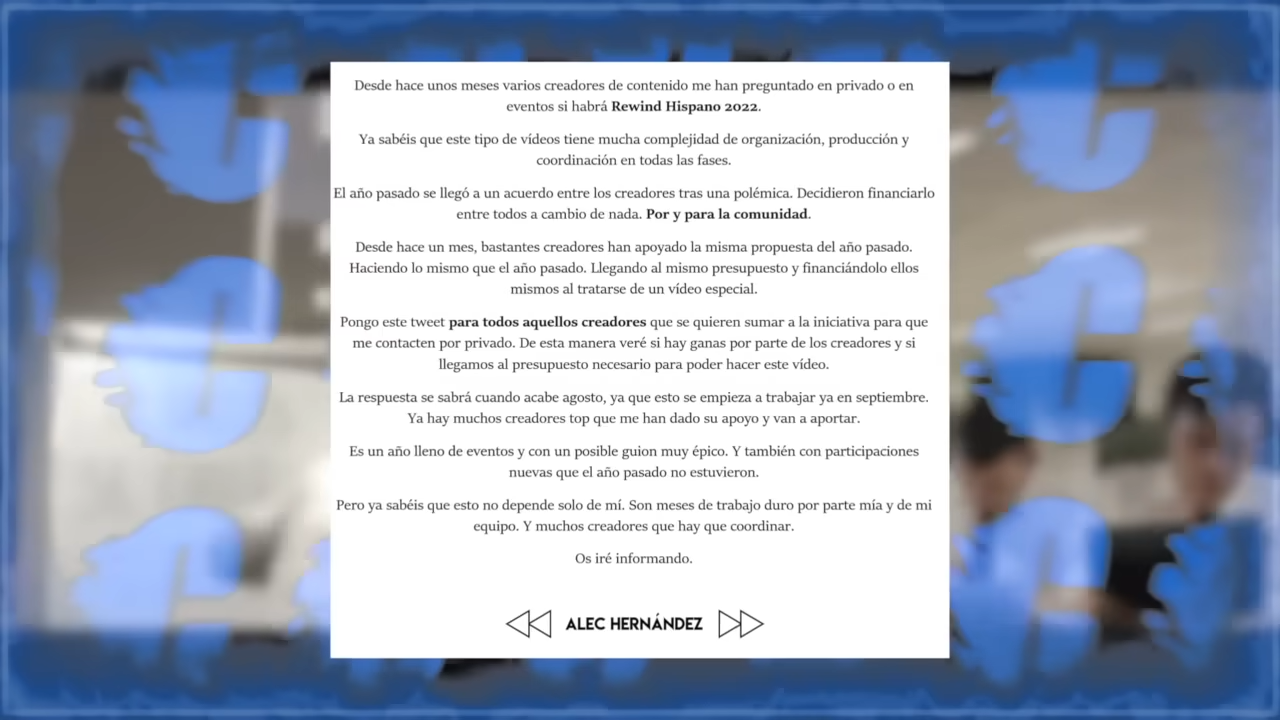 Desde hace unos meses varios creadores de contenido me han preguntado en privado o en
eventos si habrá Rewind Hispano 2022.
Ya sabéis que este tipo de vídeos tiene mucha complejidad de organización, producción y
coordinación en todas las fases.
El año pasado se llegó a un acuerdo entre los creadores tras una polémica. Decidieron financiarlo
entre todos a cambio de nada. Por y para la comunidad.
Desde hace un mes, bastantes creadores han apoyado la misma propuesta del año pasado.
Haciendo lo mismo que el año pasado. Llegando al mismo presupuesto y financiándolo ellos
mismos al tratarse de un vídeo especial.
Pongo este tweet para todos aquellos creadores que se quieren sumar a la iniciativa para que
me contacten por privado. De esta manera veré si hay ganas por parte de los creadores y si
llegamos al presupuesto necesario para poder hacer este vídeo.
La respuesta se sabrá cuando acabe agosto, ya que esto se empieza a trabajar ya en septiembre.
Ya hay muchos creadores top que me han dado su apoyo y van a aportar.
Es un año lleno de eventos y con un posible guion muy épico. Y también con participaciones
nuevas que el año pasado no estuvieron.
Pero ya sabéis que esto no depende solo de mí. Son meses de trabajo duro por parte mía y de mi
equipo. Y muchos creadores que hay que coordinar.
Os iré informando.
ALEC HERNÁNDEZ